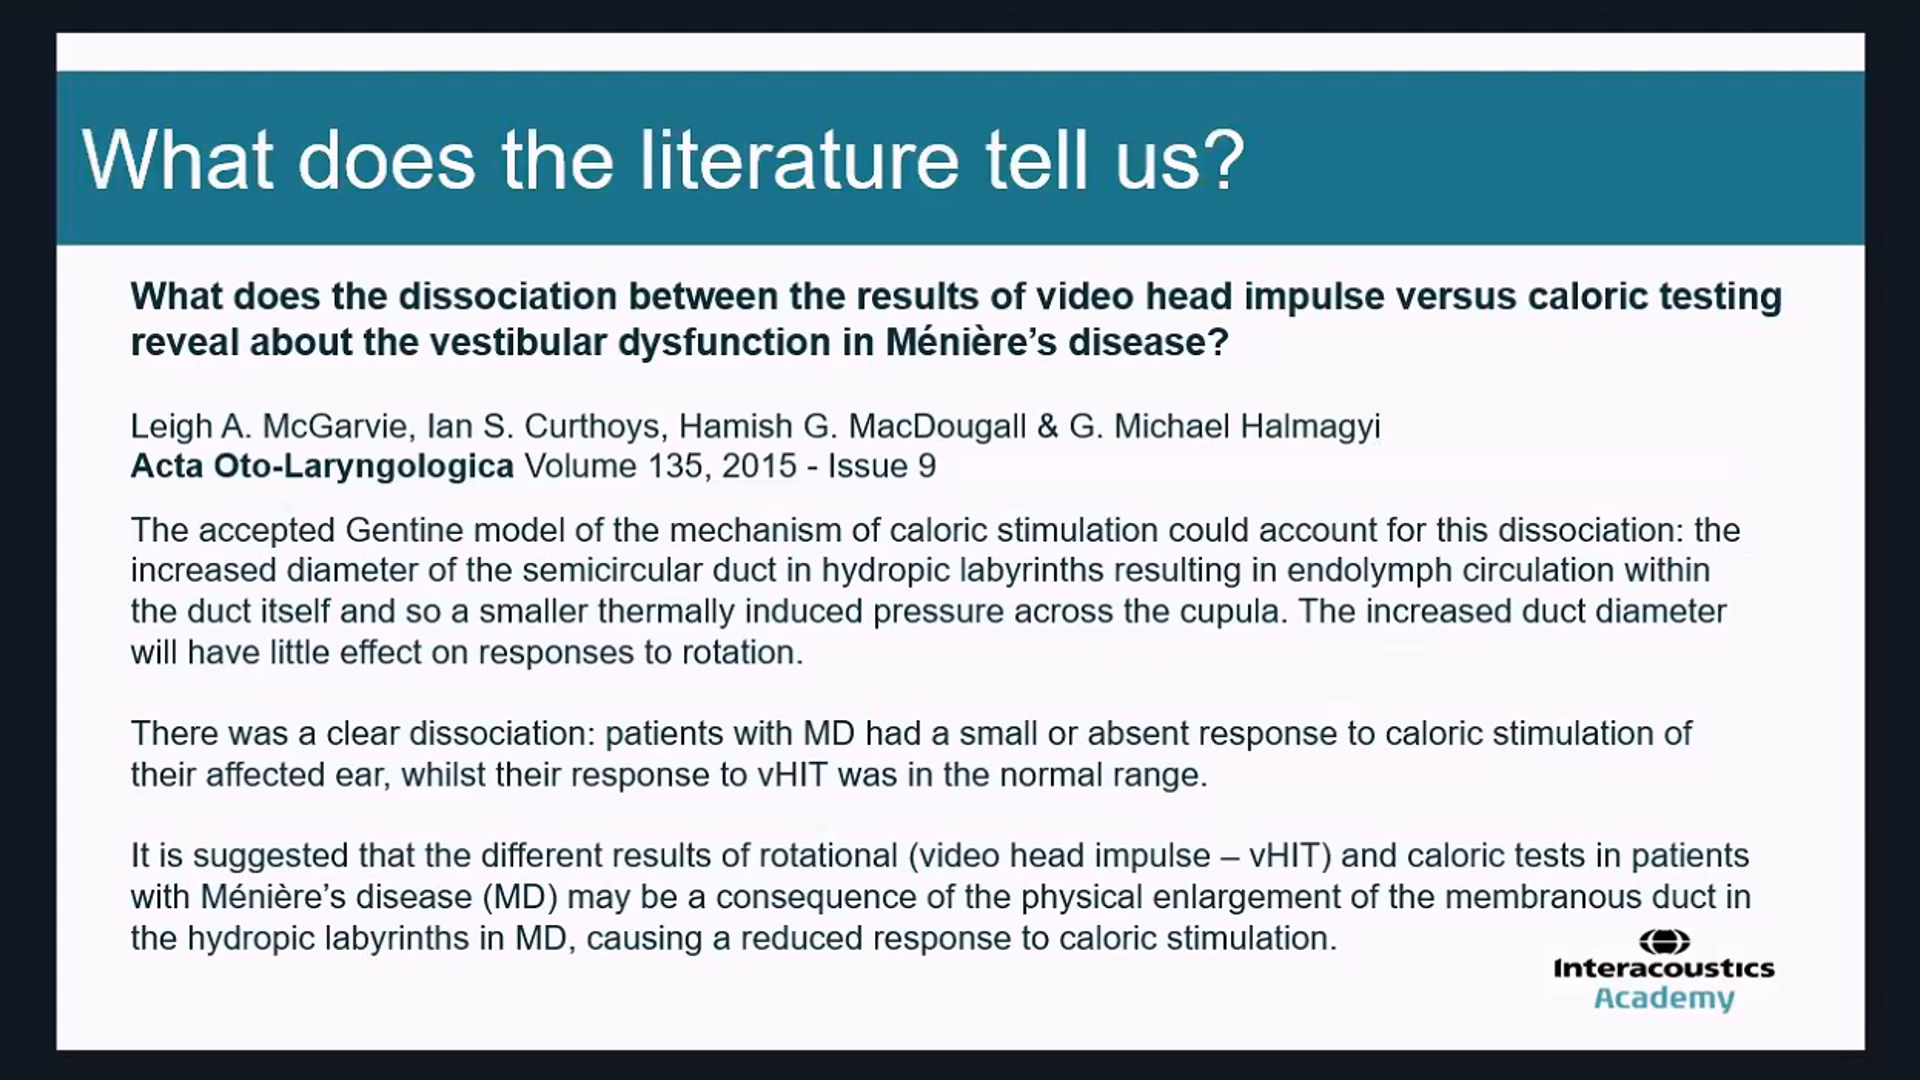 What does the literature tell us?
What does the dissociation between the results of video head impulse versus caloric testing
reveal about the vestibular dysfunction in Ménière’s disease?
Leigh A. McGarvie, Ian S. Curthoys, Hamish G. MacDougall & G. Michael Halmagyi
Acta Oto-Laryngologica Volume 135, 2015 - Issue 9
The accepted Gentine model of the mechanism of caloric stimulation could account for this dissociation: the
increased diameter of the semicircular duct in hydropic labyrinths resulting in endolymph circulation within
the duct itself and so a smaller thermally induced pressure across the cupula. The increased duct diameter
will have little effect on responses to rotation.
There was a clear dissociation: patients with MD had a small or absent response to caloric stimulation of
their affected ear, whilst their response to vHIT was in the normal range.
It is suggested that the different results of rotational (video head impulse – vHIT) and caloric tests in patients
with Ménière’s disease (MD) may be a consequence of the physical enlargement of the membranous duct in
the hydropic labyrinths in MD, causing a reduced response to caloric stimulation.
Interacoustics
Academy